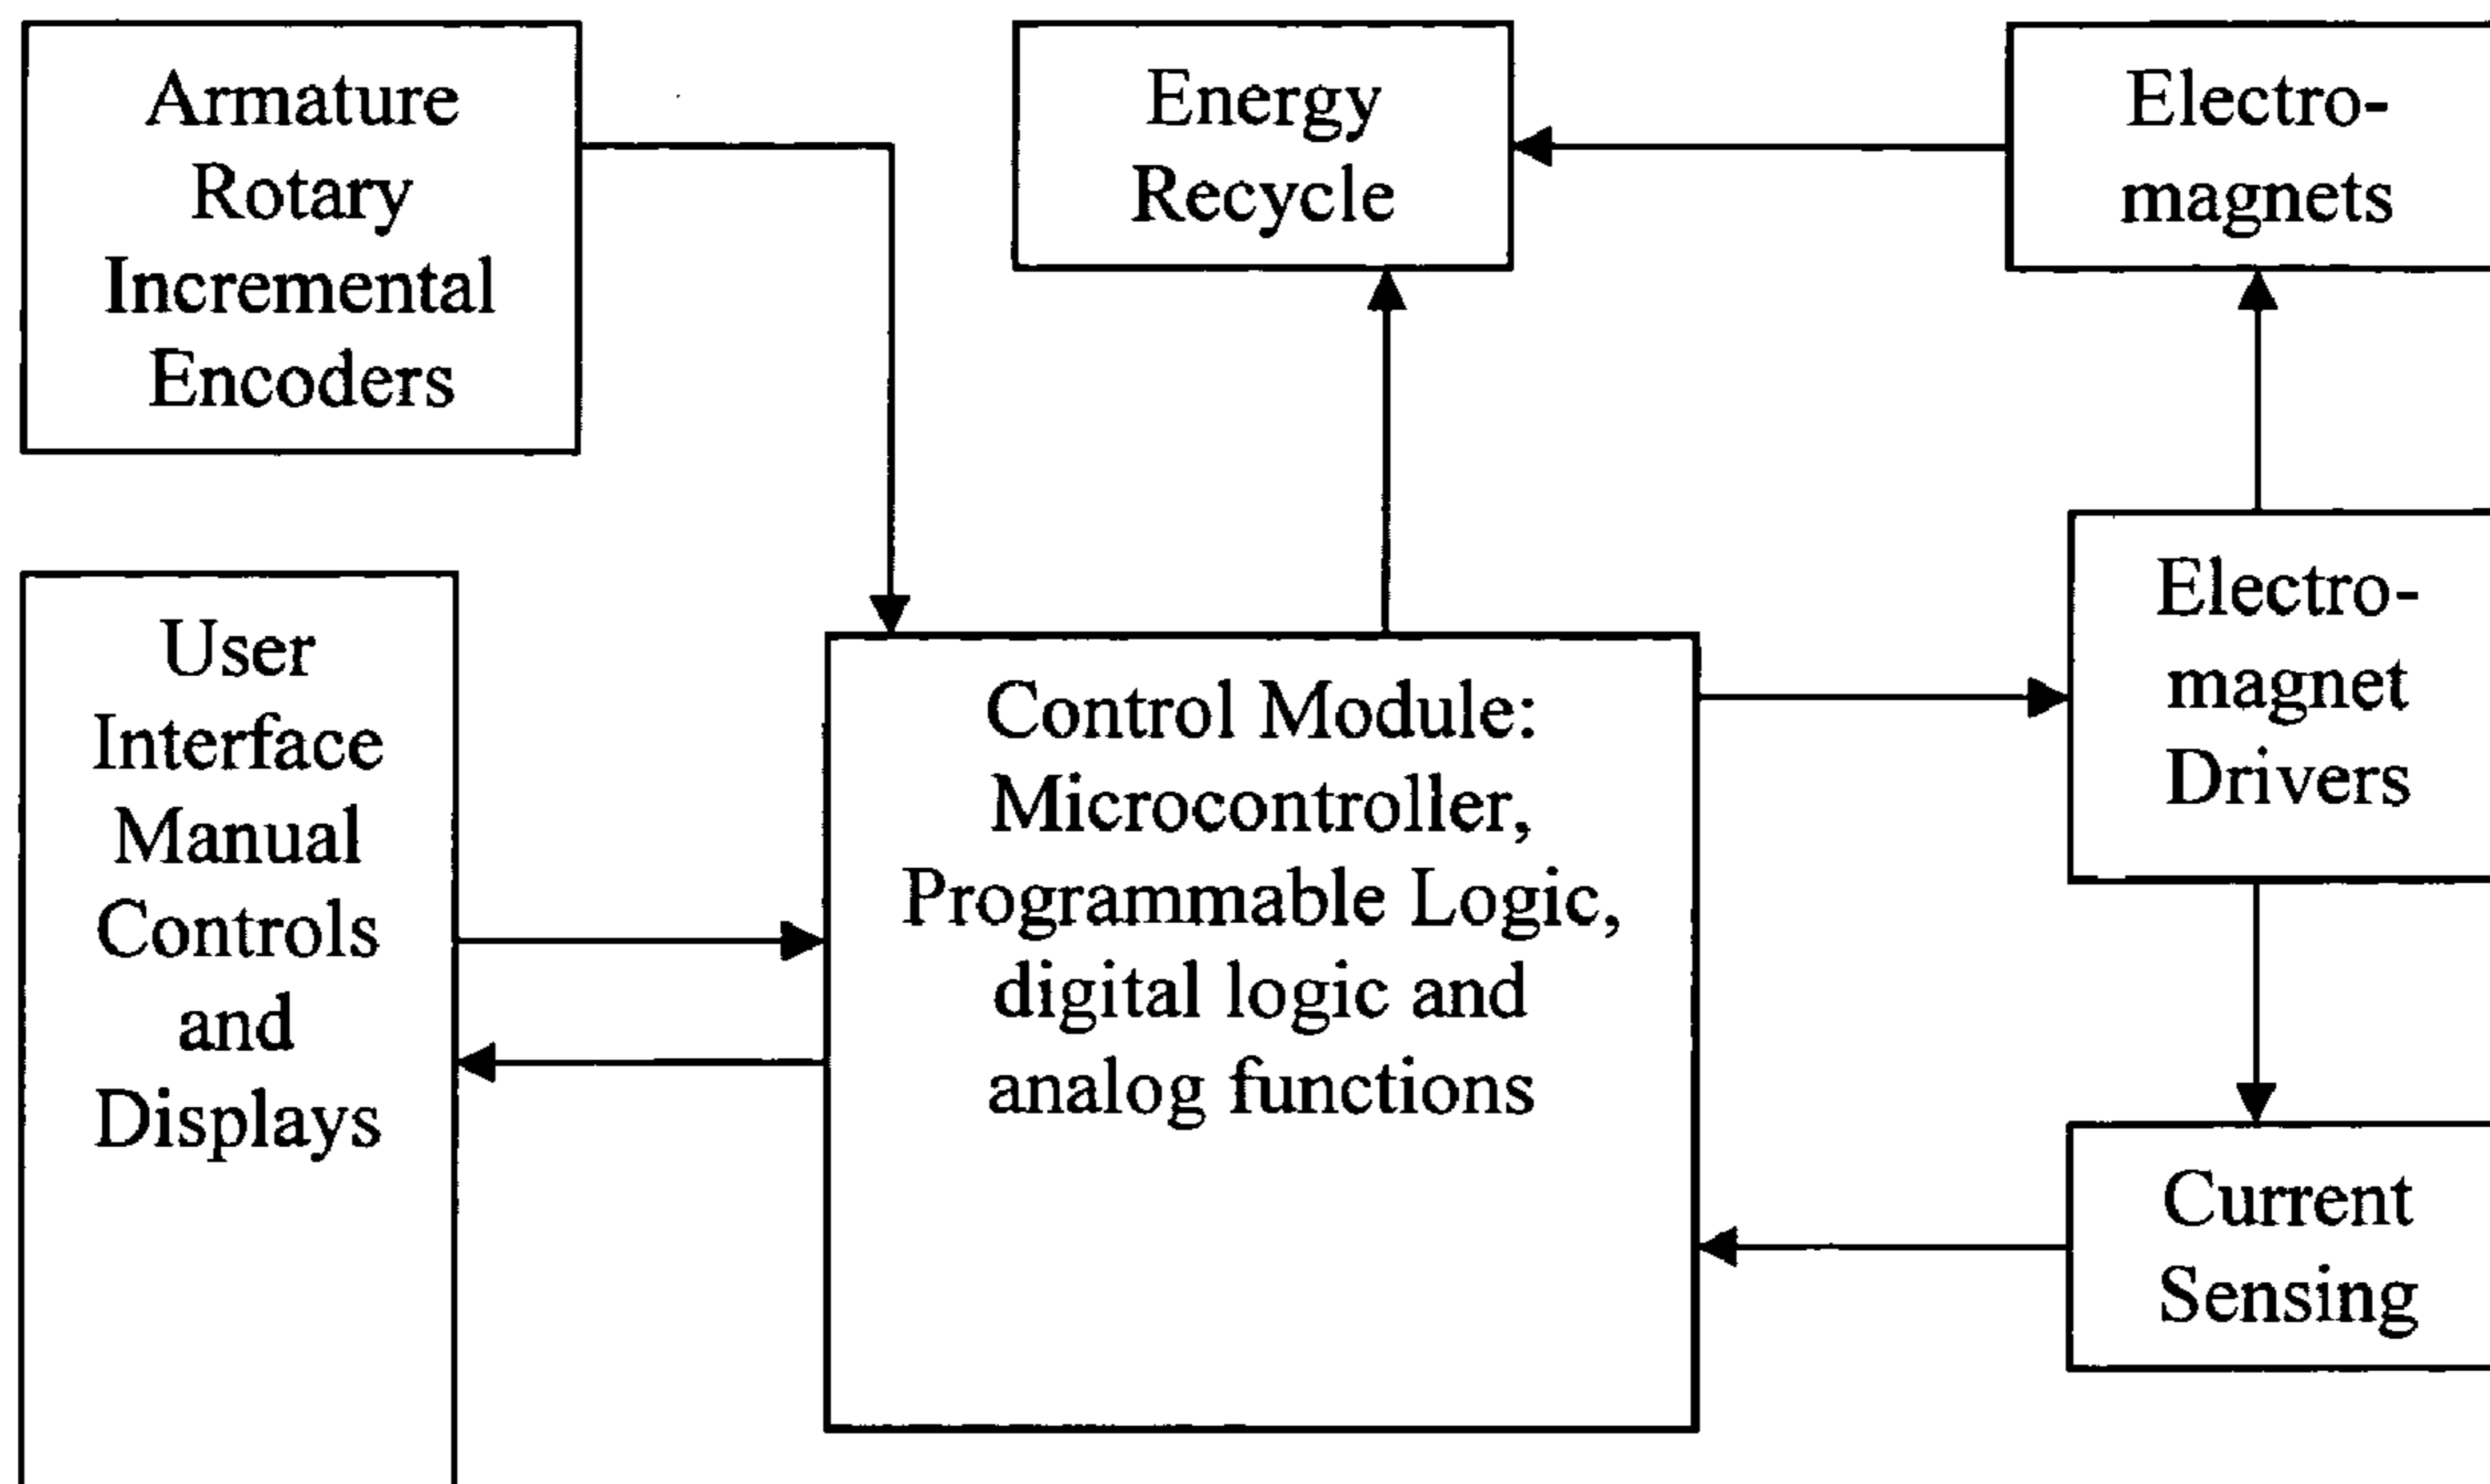 Armature
Rotary
Incremental
Encoders
Energy
Recycle
Electro-
magnets
User
Interface
Manual
Controls
and
Displays
Control Module:
Microcontroller,
Programmable Logic,
digital logic and
analog functions
Electro-
magnet
Drivers
Current
Sensing